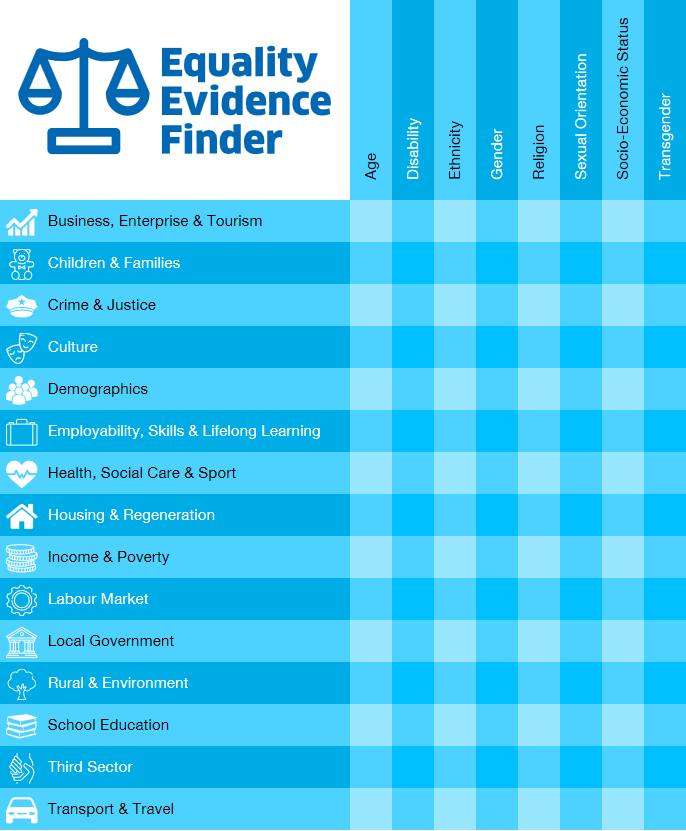 Equality
Evidence
Finder
Age
Disability
Ethnicity
Gender
Religion
Sexual Orientation
Socio-Economic Status
Transgender
Business, Enterprise & Tourism
Children & Families
Crime & Justice
Culture
Demographics
Employability, Skills & Lifelong Learning
Health, Social Care & Sport
Housing & Regeneration
Income & Poverty
Labour Market
Local Government
Rural & Environment
School Education
Third Sector
Transport & Travel